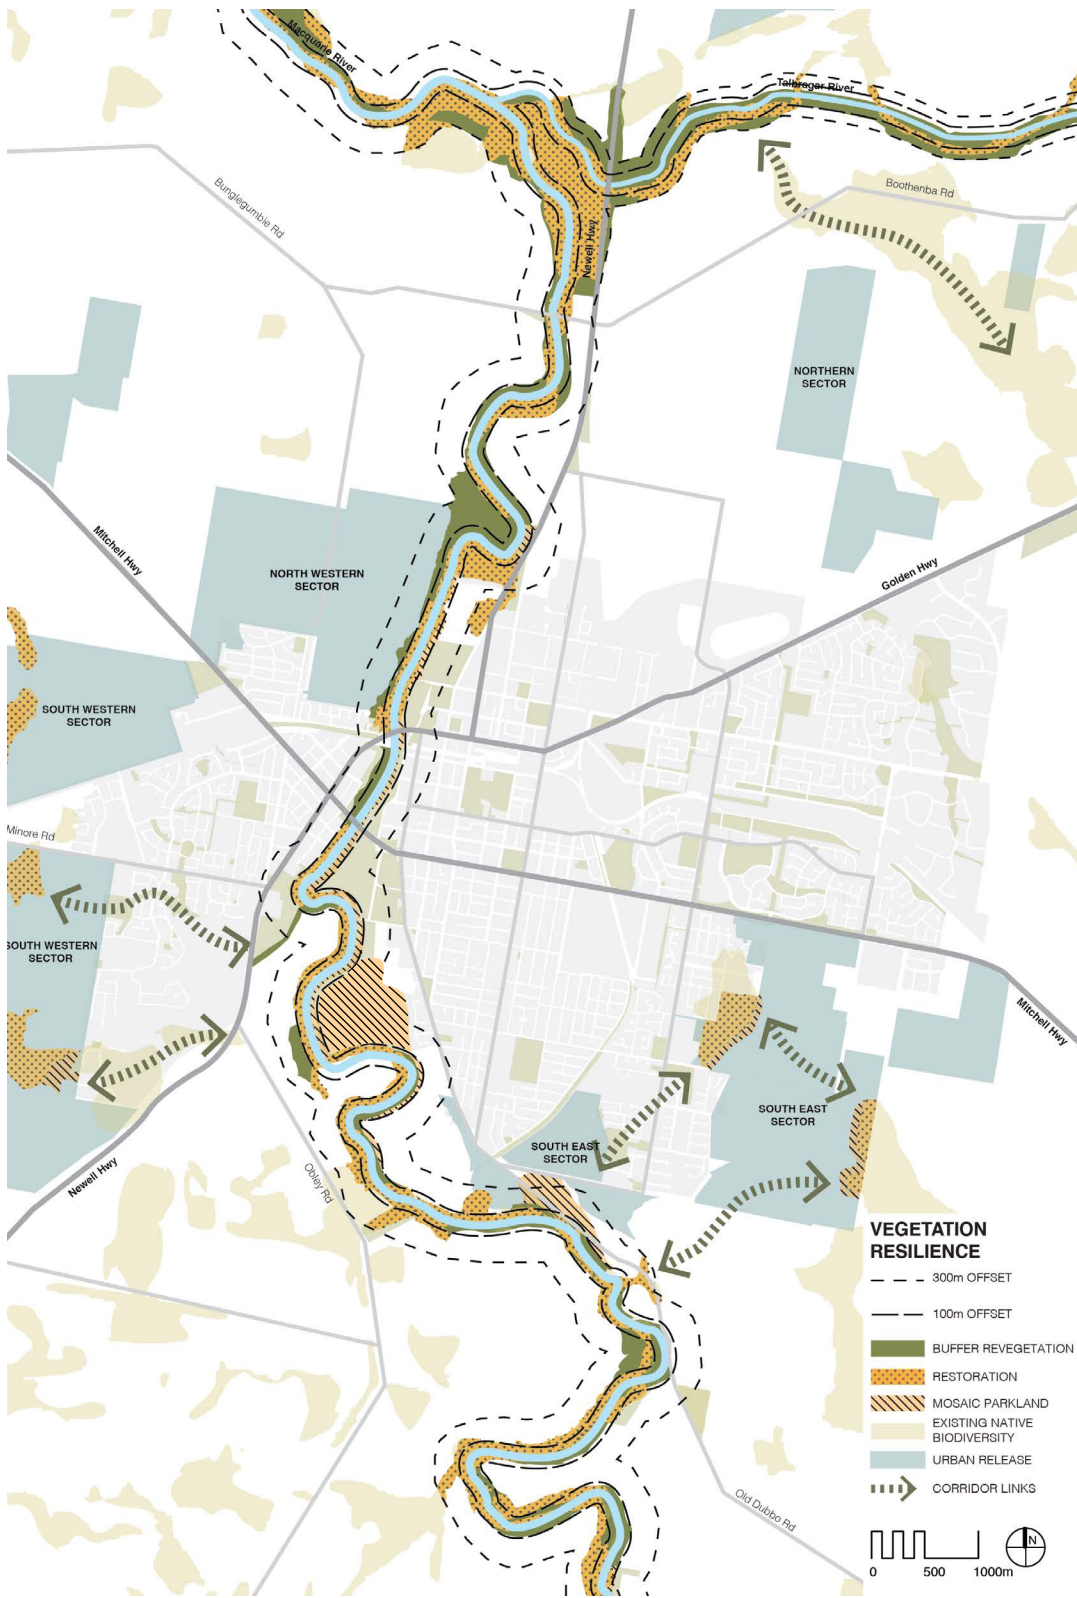 Macquarie River
Talbragar River
Bunglegumbie Rd
Boothenba Rd
Newell Hwy
NORTHERN
SECTOR
Mitchell Hwy
NORTH WESTERN
SECTOR
Golden Hwy
SOUTH WESTERN
SECTOR
Minore Rd
SOUTH WESTERN
SECTOR
Mitchell Hwy
SOUTH EAST
SECTOR
SOUTH EAST
SECTOR
Newell Hwy
Obley Rd
Old Dubbo Rd
VEGETATION
RESILIENCE
300m OFFSET
100m OFFSET
BUFFER REVEGETATION
RESTORATION
MOSAIC PARKLAND
EXISTING NATIVE
BIODIVERSITY
URBAN RELEASE
CORRIDOR LINKS
N
0 500 1000m